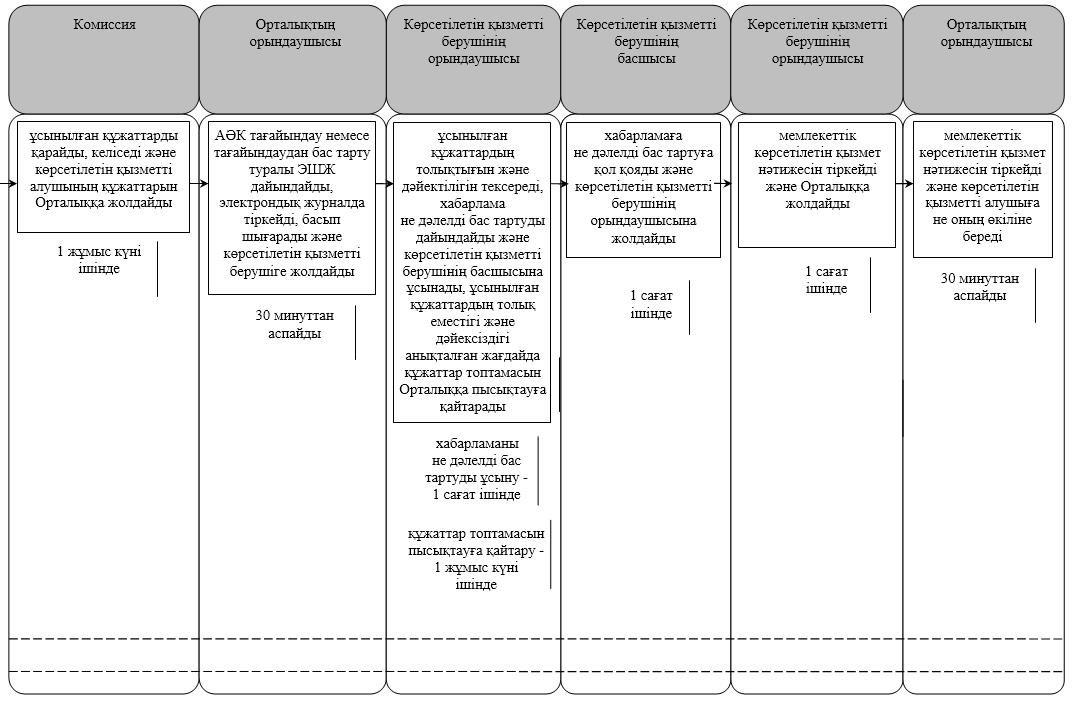 Комиссия
Орталықтың
орындаушысы
Көрсетілетін қызметті
берушінің
орындаушысы
Көрсетілетін қызметті
берушінің
басшысы
Көрсетілетін қызметті
берушінің
орындаушысы
Орталықтың
орындаушысы
ұсынылған құжаттарды
қарайды, келіседі және
көрсетілетін қызметті
алушының құжаттарын
Орталыққа жолдайды
1 жұмыс күні
ішінде
АӘК тағайындау немесе
тағайындаудан бас тарту
туралы ЭШЖ
дайындайды,
электрондық журналда
тіркейді, басып
шығарады және
көрсетілетін қызметті
берушіге жолдайды
30 минуттан
аспайды
ұсынылған
құжаттардың
толықтығын және
дәйектілігін тексереді,
хабарлама
не дәлелді бас тартуды
дайындайды және
көрсетілетін қызметті
берушінің басшысына
ұсынады, ұсынылған
құжаттардың толық
еместігі және
дәйексіздігі
анықталған жағдайда
құжаттар топтамасын
Орталыққа пысықтауға
қайтарады
хабарламаны
не дәлелді бас
тартуды ұсыну -
1 сағат ішінде
құжаттар топтамасын
пысықтауға қайтару -
1 жұмыс күні
ішінде
хабарламаға
не дәлелді бас тартуға
қол қояды және
көрсетілетін қызметті
берушінің
орындаушысына
жолдайды
1 сағат
ішінде
мемлекеттік
көрсетілетін қызмет
нәтижесін тіркейді
және Орталыққа
жолдайды
1 сағат
ішінде
мемлекеттік
көрсетілетін қызмет
нәтижесін тіркейді
және көрсетілетін
қызметті алушыға
не оның өкіліне
береді
30 минуттан
аспайды